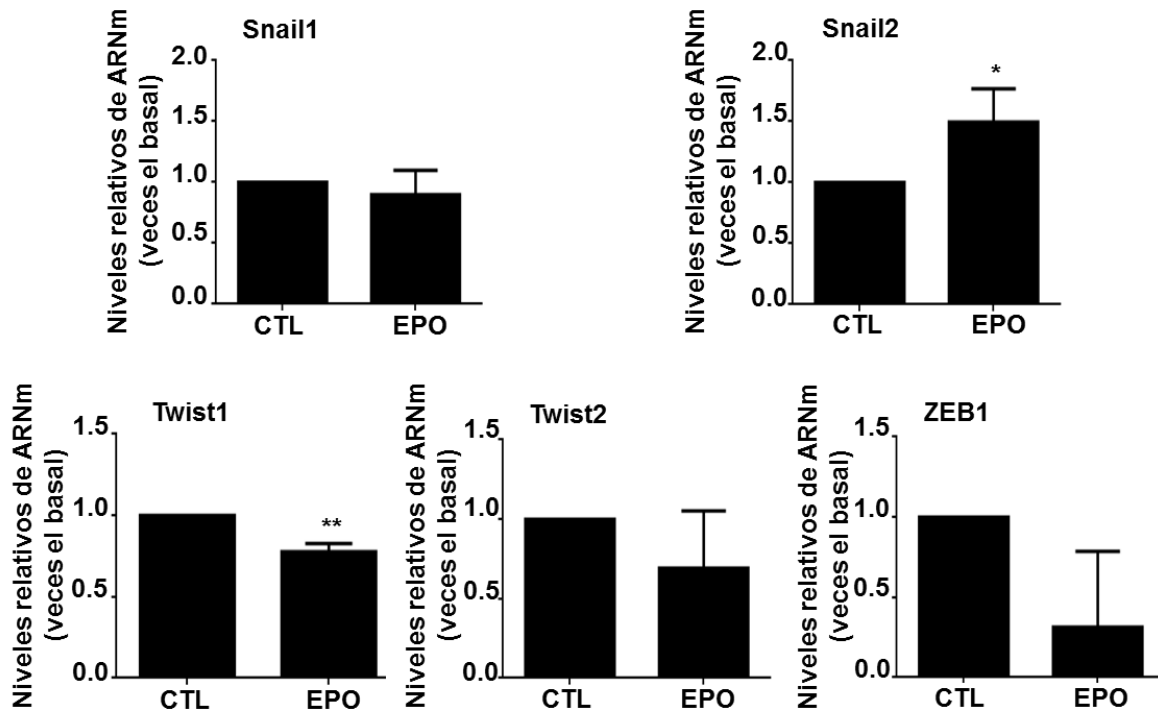 Snail1
Niveles relativos de ARNm
(veces el basal)
2.0
1.5
1.0
0.5
0.0
CTL
EPO
Snail2
Niveles relativos de ARNm
(veces el basal)
2.0
1.5
1.0
0.5
0.0
*
CTL
EPO
Twist1
Niveles relativos de ARNm
(veces el basal)
1.5
1.0
0.5
0.0
**
CTL
EPO
Twist2
Niveles relativos de ARNm
(veces el basal)
1.5
1.0
0.5
0.0
CTL
EPO
ZEB1
Niveles relativos de ARNm
(veces el basal)
1.5
1.0
0.5
0.0
CTL
EPO